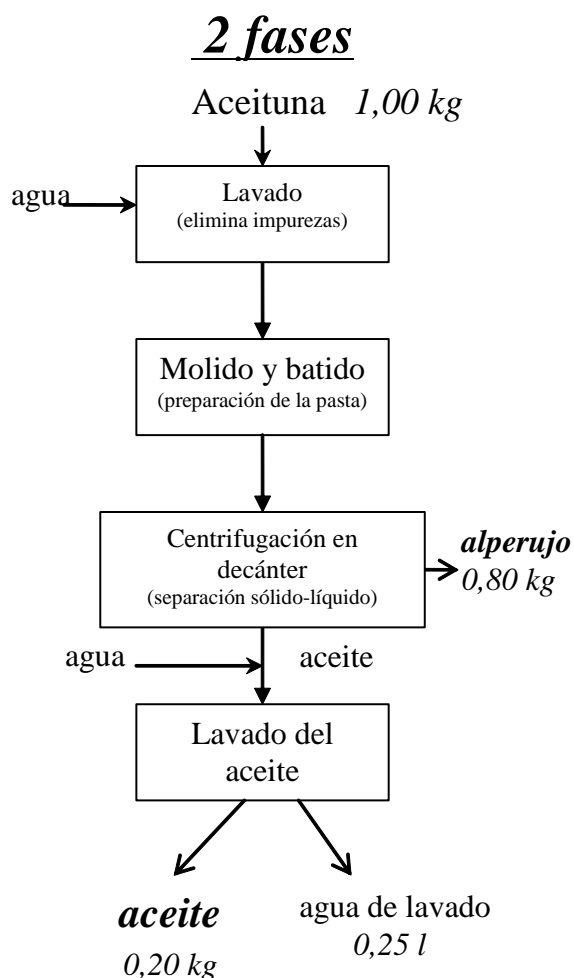 2 fases
Aceituna 1,00 kg
agua
Lavado
(elimina impurezas)
Molido y batido
(preparación de la pasta)
Centrifugación en
decánter
(separación sólido-líquido)
alperujo
0,80 kg
agua
aceite
Lavado del
aceite
aceite
0,20 kg
agua de lavado
0,25 l